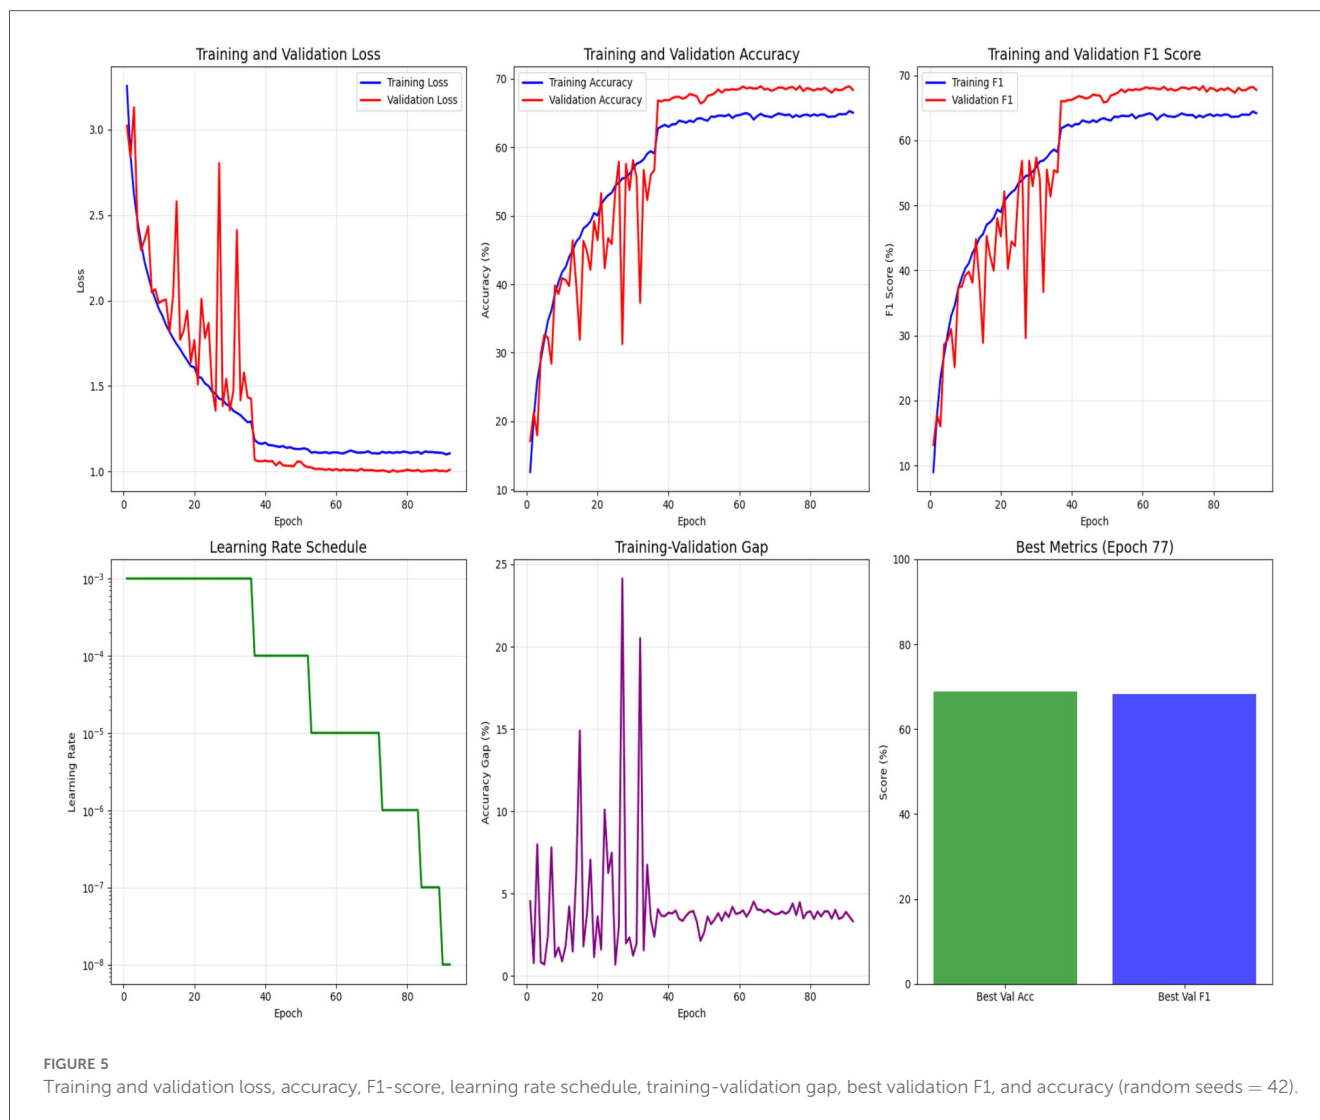 Training and Validation Loss
Training Loss
Validation Loss
3.0
2.5
2.0
1.5
1.0
Loss
0 20 40 60 80
Epoch
Training and Validation Accuracy
Training Accuracy
Validation Accuracy
70
60
50
40
30
20
10
Accuracy (%)
0 20 40 60 80
Epoch
Training and Validation F1 Score
Training F1
Validation F1
70
60
50
40
30
20
10
F1 Score (%)
0 20 40 60 80
Epoch
Learning Rate Schedule
10⁻³
10⁻⁴
10⁻⁵
10⁻⁶
10⁻⁷
10⁻⁸
Learning Rate
0 20 40 60 80
Epoch
Training-Validation Gap
25
20
15
10
5
0
Accuracy Gap (%)
0 20 40 60 80
Epoch
Best Metrics (Epoch 77)
100
80
60
40
20
0
Score (%)
Best Val Acc Best Val F1
FIGURE 5
Training and validation loss, accuracy, F1-score, learning rate schedule, training-validation gap, best validation F1, and accuracy (random seeds = 42).